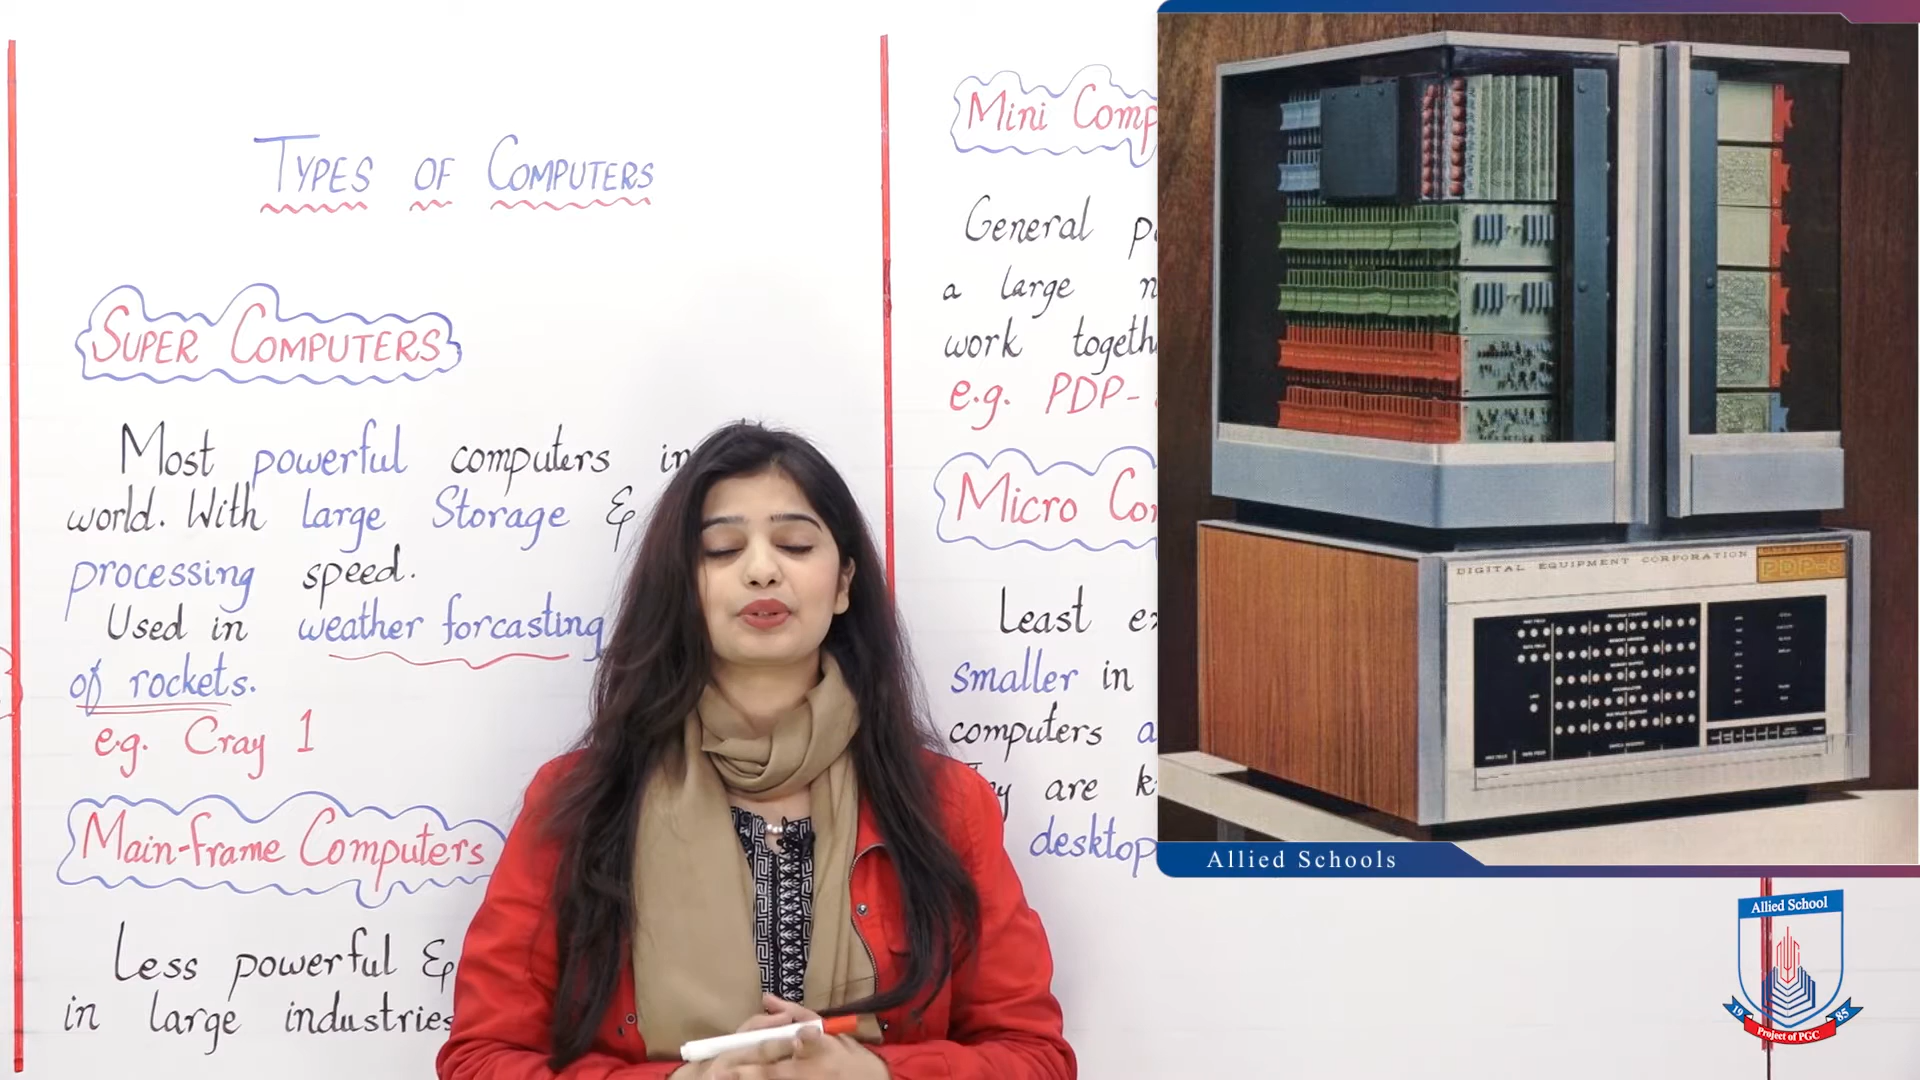 TYPES OF COMPUTERS
SUPER COMPUTERS
Most powerful computers in
world. With large Storage &
processing speed.
Used in weather forcasting
of rockets.
e.g. Cray 1
Main-frame Computers
Less powerful &
in large industries
Mini Comp
General p
a large n
work togeth
e.g. PDP-
Micro Co
Least ex
smaller in
computers a
are k
desktop
DIGITAL EQUIPMENT CORPORATION
PDP-8
Allied Schools
Allied School
19 85
Project of PGC